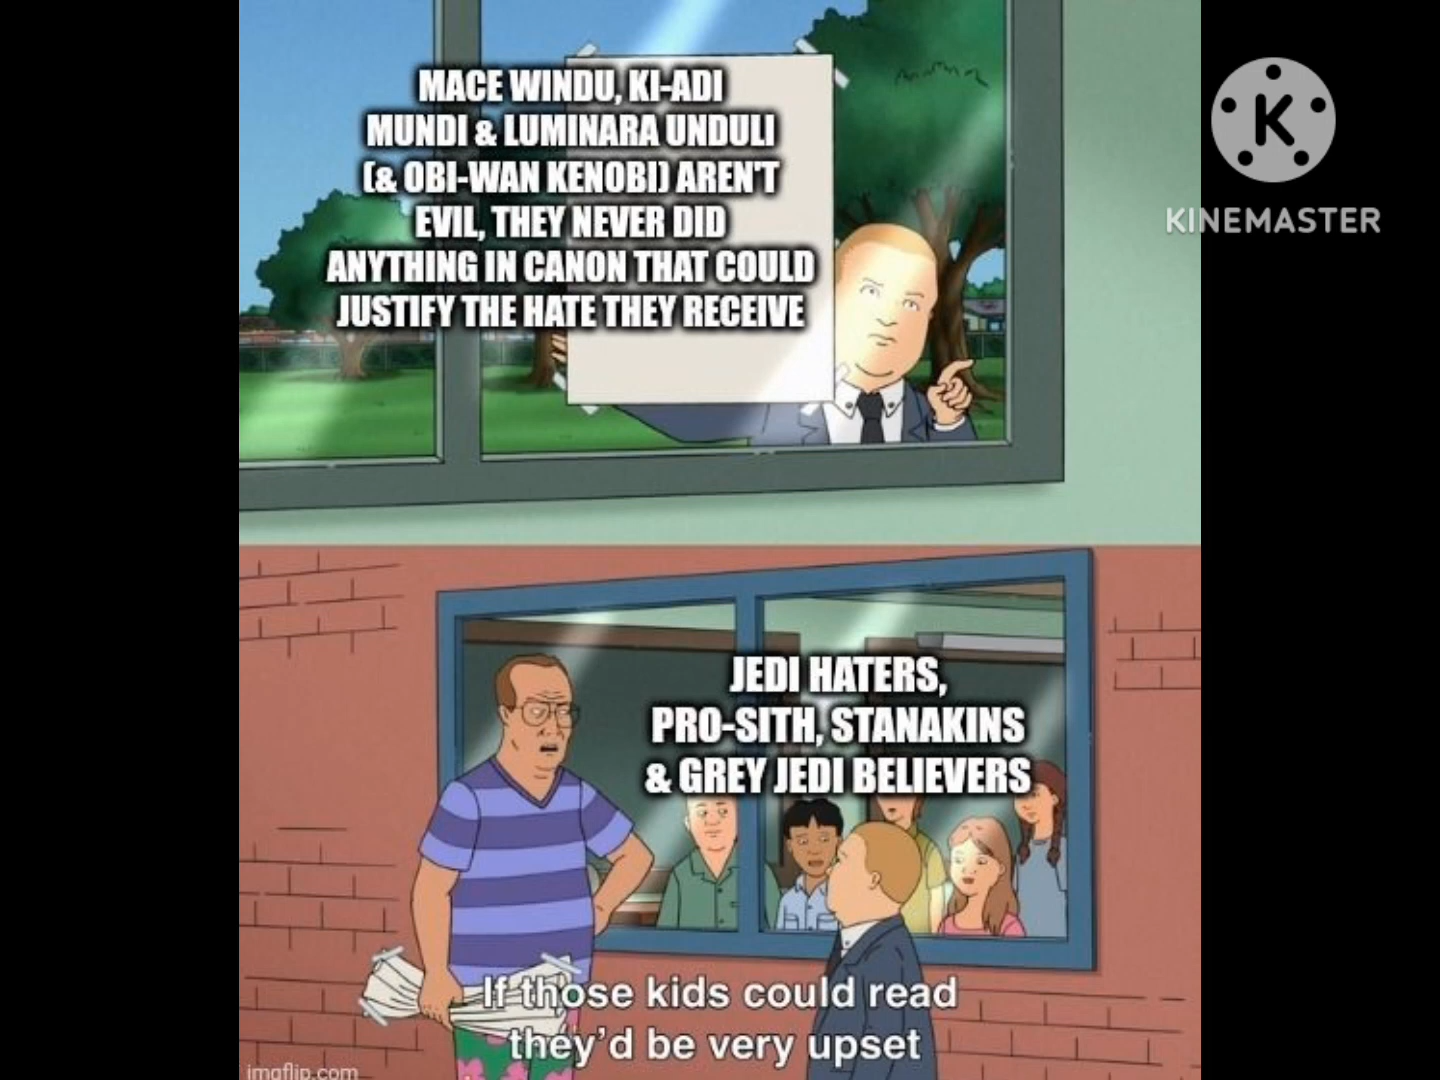 MACE WINDU, KI-ADI
MUNDI & LUMINARA UNDULI
(& OBI-WAN KENOBI) AREN'T
EVIL, THEY NEVER DID
ANYTHING IN CANON THAT COULD
JUSTIFY THE HATE THEY RECEIVE
K
KINEMASTER
JEDI HATERS,
PRO-SITH, STANAKINS
& GREY JEDI BELIEVERS
If those kids could read
they'd be very upset
imgflip.com